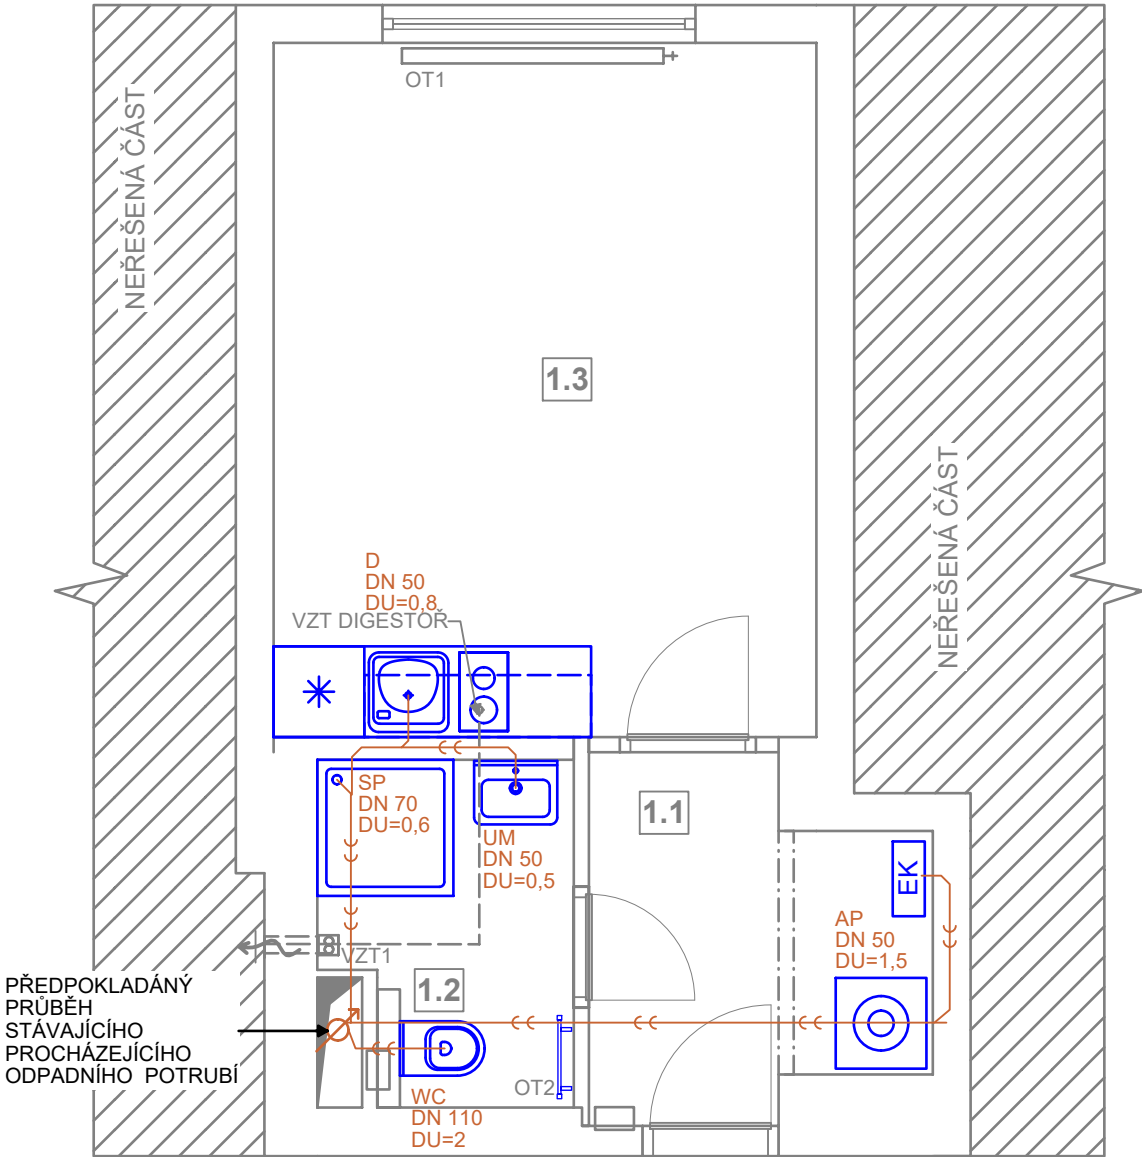 OT1
NEŘEŠENÁ ČÁST
1.3
NEŘEŠENÁ ČÁST
D
DN 50
DU=0,8
VZT DIGESTOŘ
SP
DN 70
DU=0,6
UM
DN 50
DU=0,5
1.1
EK
AP
DN 50
DU=1,5
VZT1
1.2
PŘEDPOKLADÁNÝ
PRŮBĚH
STÁVAJÍCÍHO
PROCHÁZEJÍCÍHO
ODPADNÍHO POTRUBÍ
OT2
WC
DN 110
DU=2